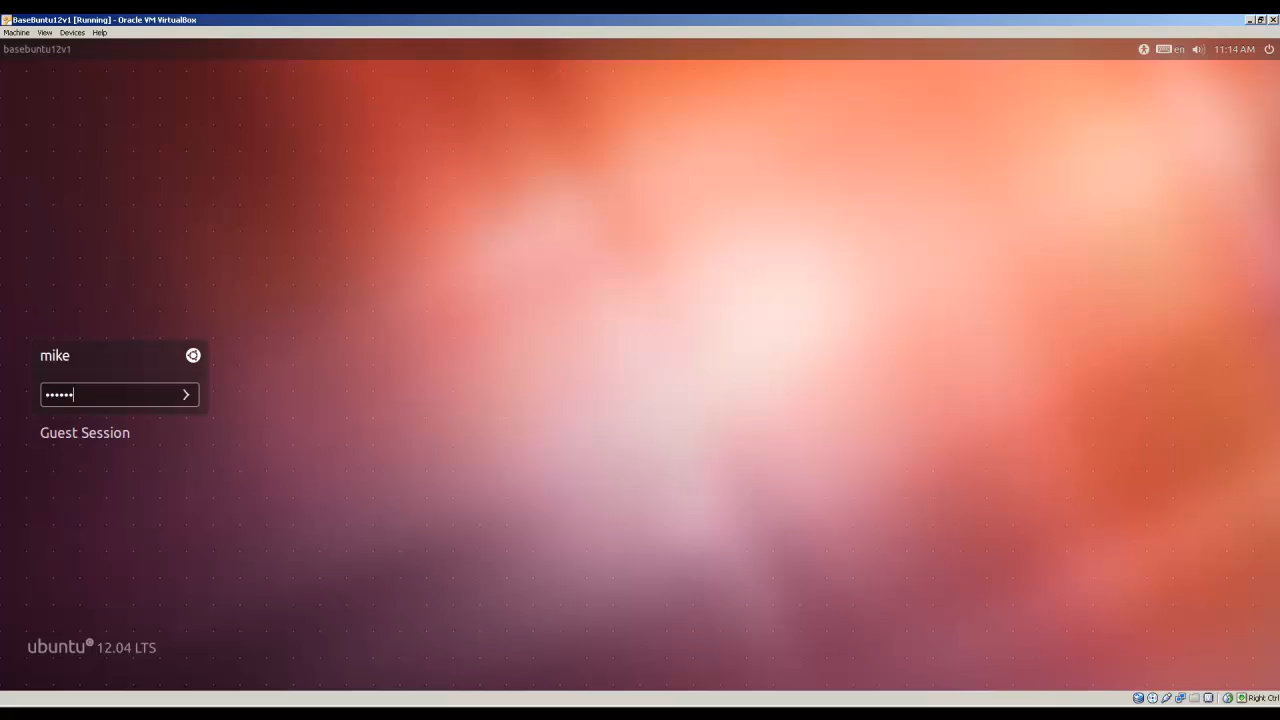 BaseBuntu12v1 [Running] - Oracle VM VirtualBox
Machine View Devices Help
basebuntu12v1 en 11:14 AM
mike
••••••
Guest Session
ubuntu 12.04 LTS
Right Ctrl